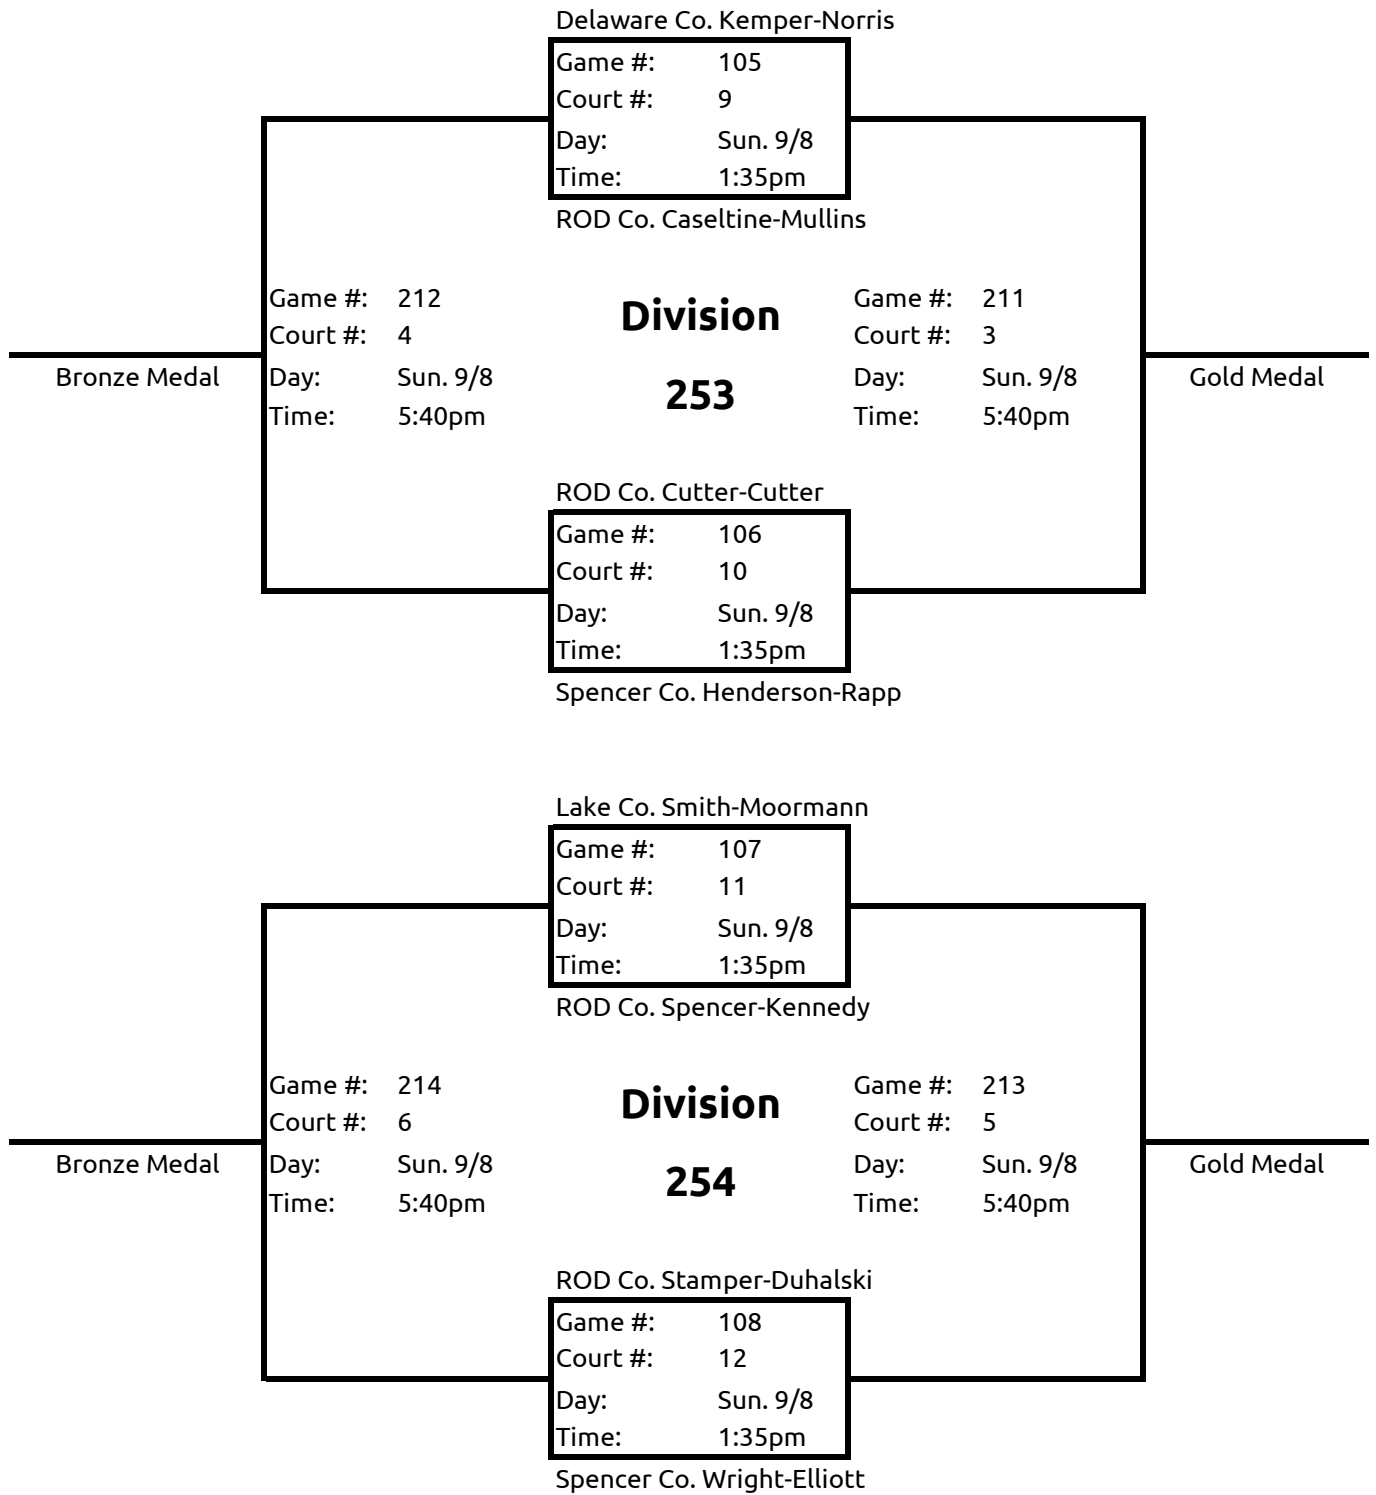 Delaware Co. Kemper-Norris
Game #: 105
Court #: 9
Day: Sun. 9/8
Time: 1:35pm
ROD Co. Caseltine-Mullins
Game #: 212
Court #: 4
Day: Sun. 9/8
Time: 5:40pm
Bronze Medal
Division
253
Game #: 211
Court #: 3
Day: Sun. 9/8
Time: 5:40pm
Gold Medal
ROD Co. Cutter-Cutter
Game #: 106
Court #: 10
Day: Sun. 9/8
Time: 1:35pm
Spencer Co. Henderson-Rapp
Lake Co. Smith-Moormann
Game #: 107
Court #: 11
Day: Sun. 9/8
Time: 1:35pm
ROD Co. Spencer-Kennedy
Game #: 214
Court #: 6
Day: Sun. 9/8
Time: 5:40pm
Bronze Medal
Division
254
Game #: 213
Court #: 5
Day: Sun. 9/8
Time: 5:40pm
Gold Medal
ROD Co. Stamper-Duhalski
Game #: 108
Court #: 12
Day: Sun. 9/8
Time: 1:35pm
Spencer Co. Wright-Elliott